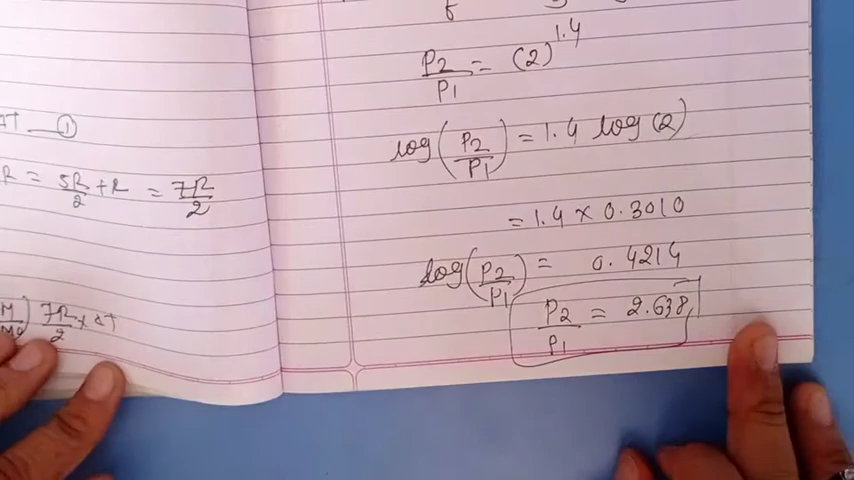 AT — ①
R = 5R/2 + R = 7R/2
7R/2 × ΔT
P2/P1 = (2)^1.4
log(P2/P1) = 1.4 log (2)
= 1.4 × 0.3010
log(P2/P1) = 0.4214
P2/P1 = 2.638